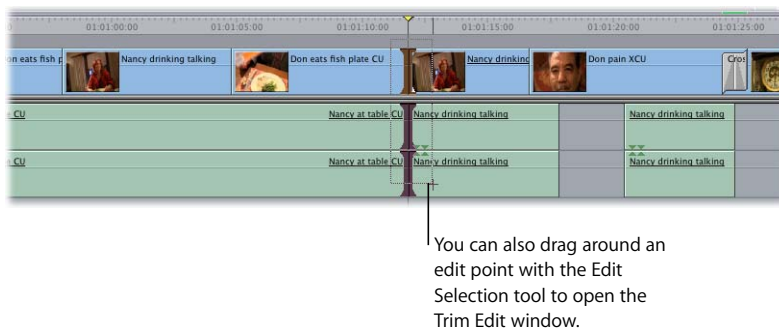 01:01:00:00 01:01:05:00 01:01:10:00 01:01:15:00 01:01:20:00 01:01:25:00
on eats fish p Nancy drinking talking Don eats fish plate CU Nancy drinking Don pain XCU Cros
e CU Nancy at table CU Nancy drinking talking Nancy drinking talking
e CU Nancy at table CU Nancy drinking talking Nancy drinking talking
You can also drag around an
edit point with the Edit
Selection tool to open the
Trim Edit window.